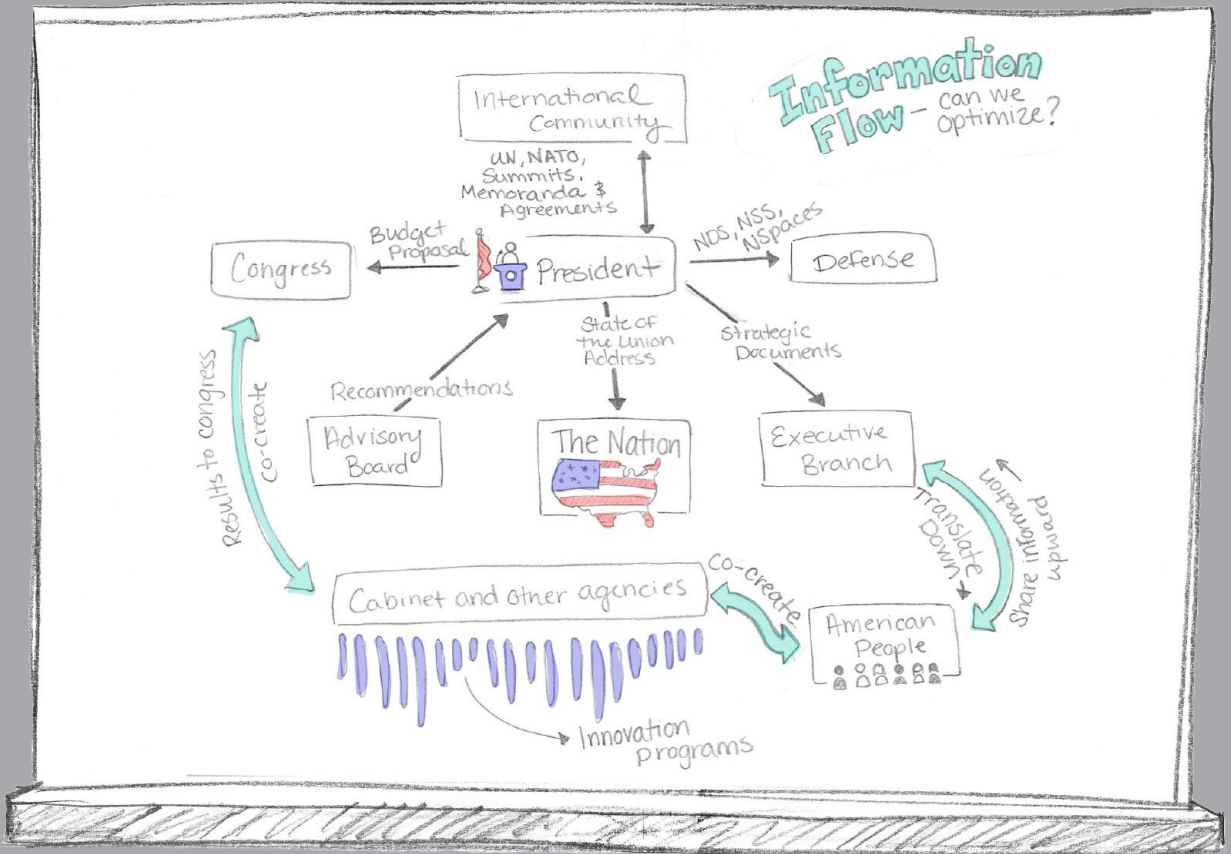 Information
Flow - can we
optimize?
International
Community
UN, NATO,
Summits,
Memoranda &
Agreements
Budget
Proposal
NDS, NSS,
NSpaces
Congress
President
Defense
State of
the Union
Address
Strategic
Documents
Recommendations
Advisory
Board
The Nation
Executive
Branch
Results to congress
co-create
Translate
Down
Share information
upward
Co-create
Cabinet and other agencies
American
People
Innovation
programs